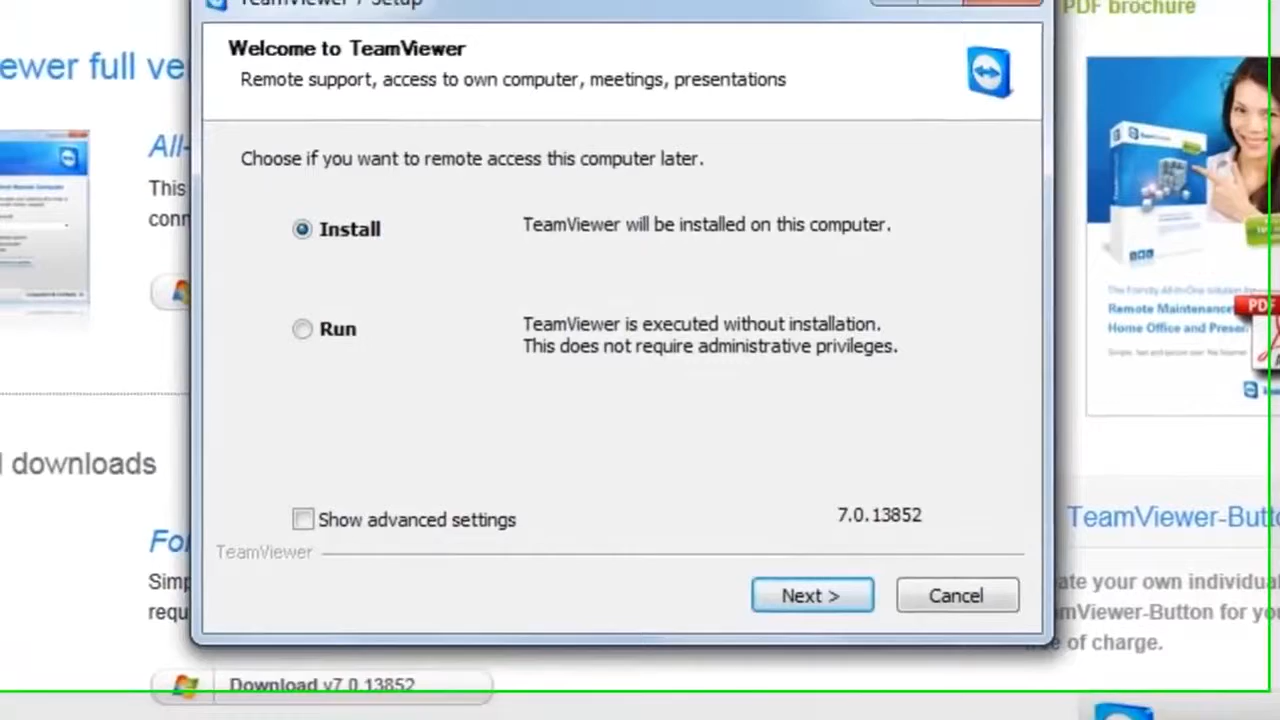 TeamViewer 7 Setup
PDF brochure
Welcome to TeamViewer
Remote support, access to own computer, meetings, presentations
ewer full ve
All-
This
conn
Choose if you want to remote access this computer later.
Install
TeamViewer will be installed on this computer.
Run
TeamViewer is executed without installation.
This does not require administrative privileges.
Remote Maintenance
Home Office and Presen
PDF
l downloads
Show advanced settings
7.0.13852
TeamViewer
Next >
Cancel
For
Simp
requ
TeamViewer-Butto
ate your own individual
mViewer-Button for you
of charge.
Download v7.0.13852